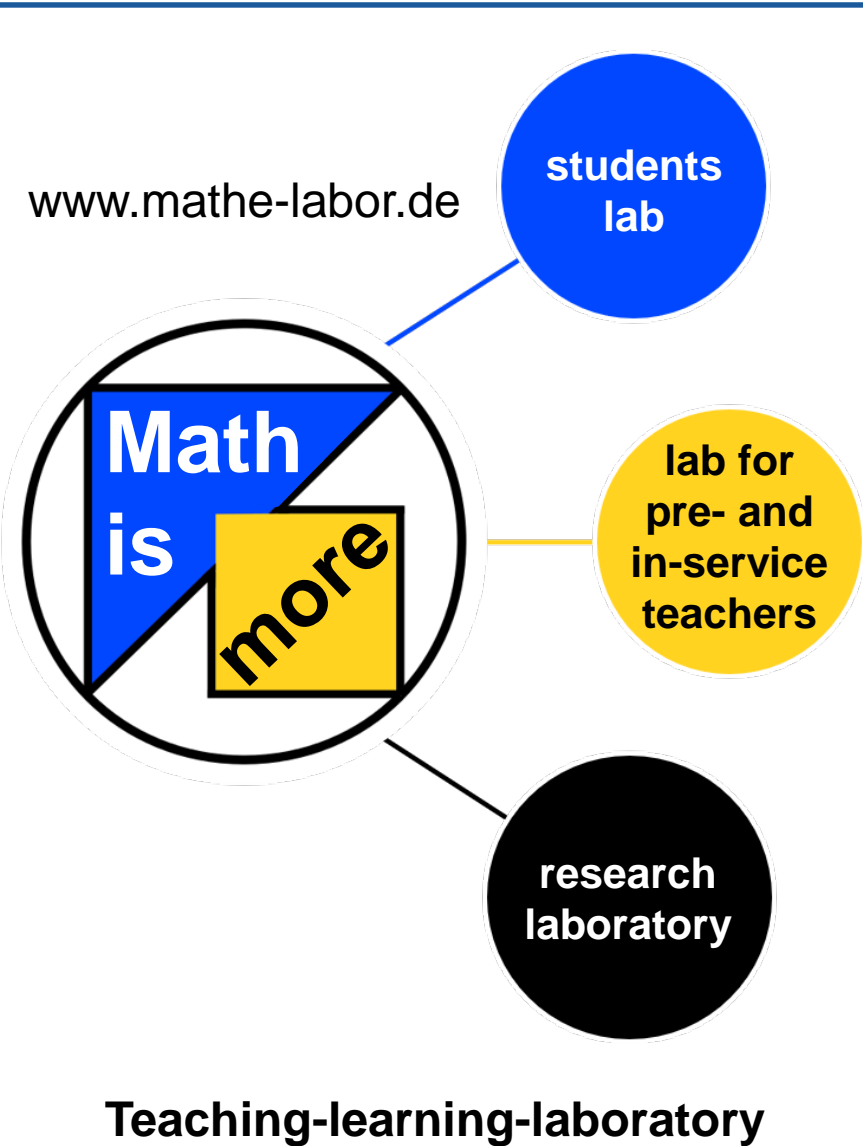 www.mathe-labor.de
students
lab
Math
is
more
lab for
pre- and
in-service
teachers
research
laboratory
Teaching-learning-laboratory